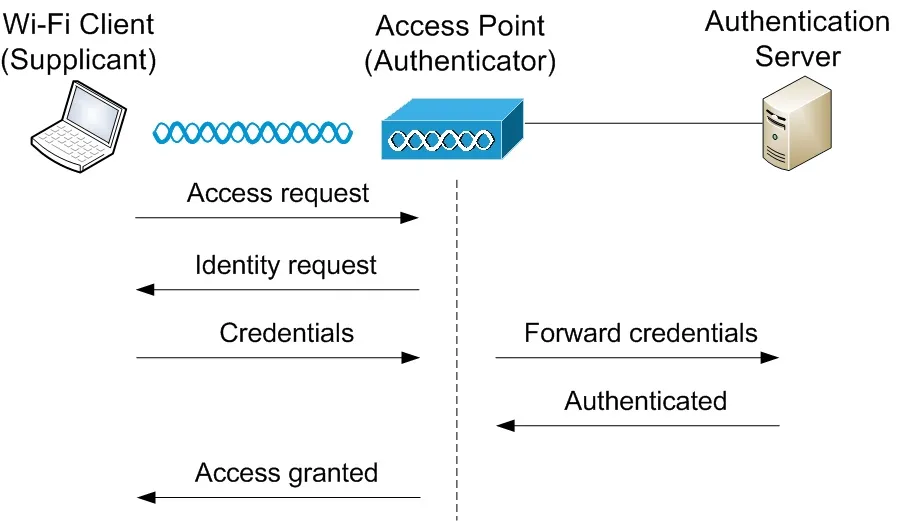 Wi-Fi Client
(Supplicant)
Access Point
(Authenticator)
Authentication
Server
Access request
Identity request
Credentials
Forward credentials
Authenticated
Access granted